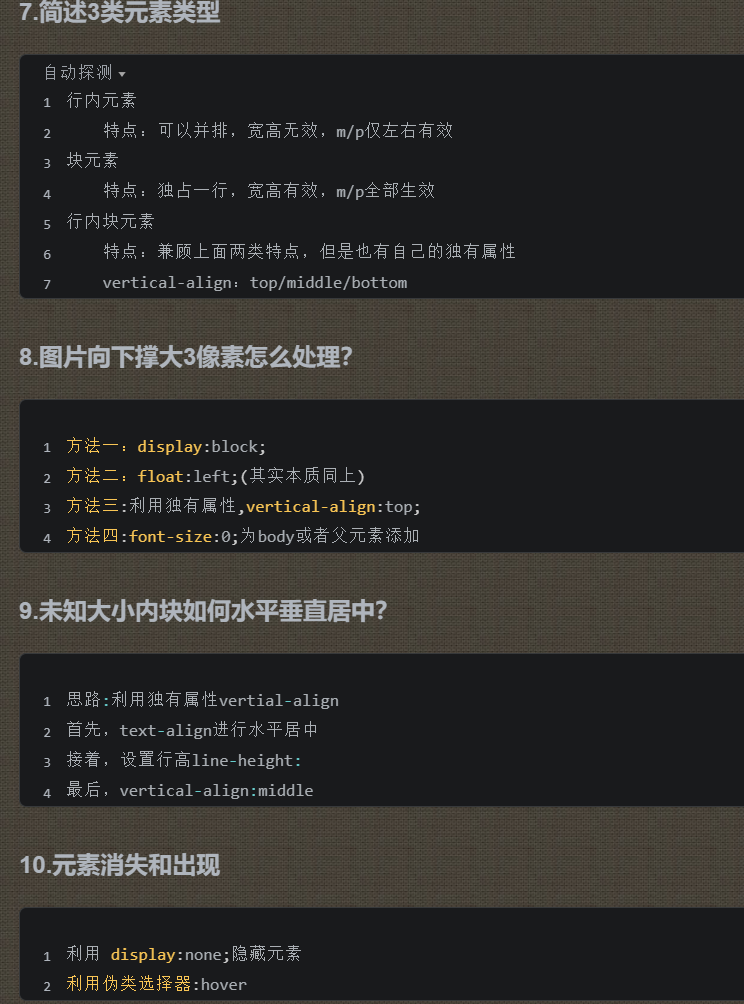 7.简述3类元素类型
自动探测
1 行内元素
2 特点：可以并排，宽高无效，m/p仅左右有效
3 块元素
4 特点：独占一行，宽高有效，m/p全部生效
5 行内块元素
6 特点：兼顾上面两类特点，但是也有自己的独有属性
7 vertical-align：top/middle/bottom
8.图片向下撑大3像素怎么处理？
1 方法一：display:block;
2 方法二：float:left;(其实本质同上)
3 方法三:利用独有属性,vertical-align:top;
4 方法四:font-size:0;为body或者父元素添加
9.未知大小内块如何水平垂直居中？
1 思路:利用独有属性vertial-align
2 首先，text-align进行水平居中
3 接着，设置行高line-height:
4 最后，vertical-align:middle
10.元素消失和出现
1 利用 display:none;隐藏元素
2 利用伪类选择器:hover